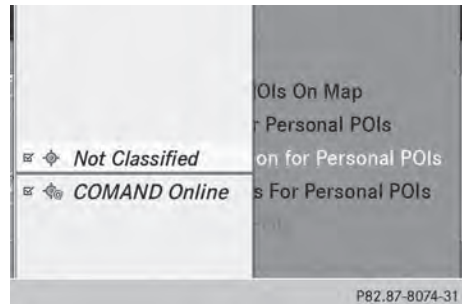 OIs On Map
Personal POIs
Not Classified
on for Personal POIs
COMAND Online
s For Personal POIs
P82.87-8074-31